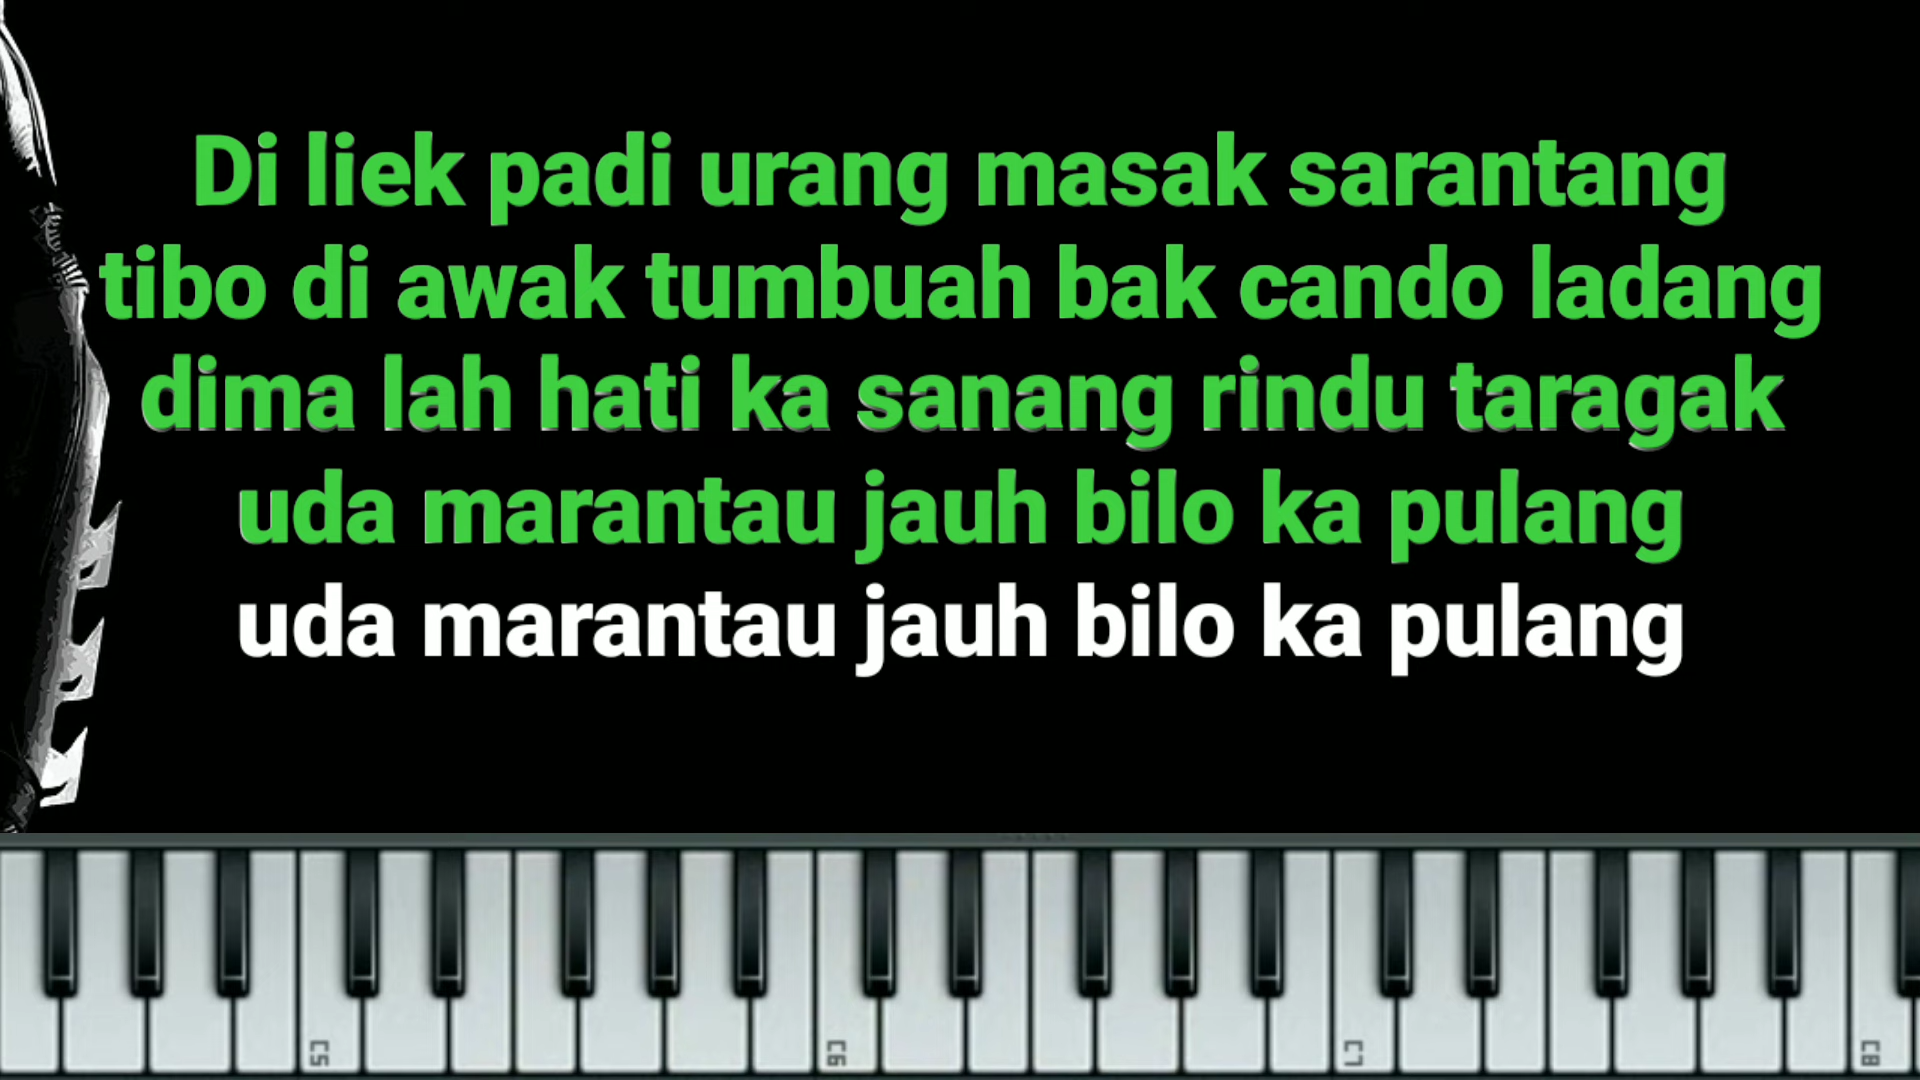 Di liek padi urang masak sarantang
tibo di awak tumbuah bak cando ladang
dima lah hati ka sanang rindu taragak
uda marantau jauh bilo ka pulang
uda marantau jauh bilo ka pulang
C5 C6 C7 C8